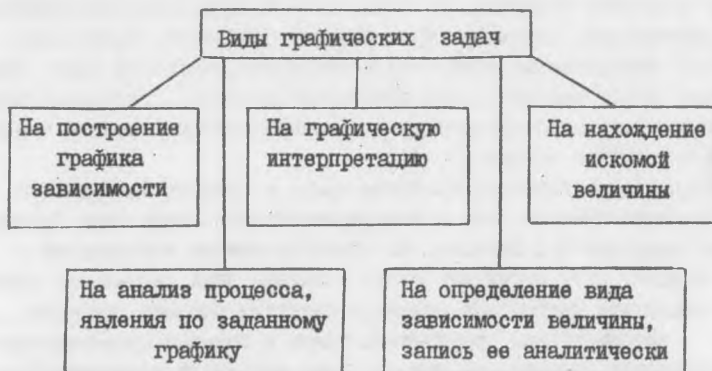 Виды графических задач
На построение
графика
зависимости
На графическую
интерпретацию
На нахождение
искомой
величины
На анализ процесса,
явления по заданному
графику
На определение вида
зависимости величины,
запись ее аналитически